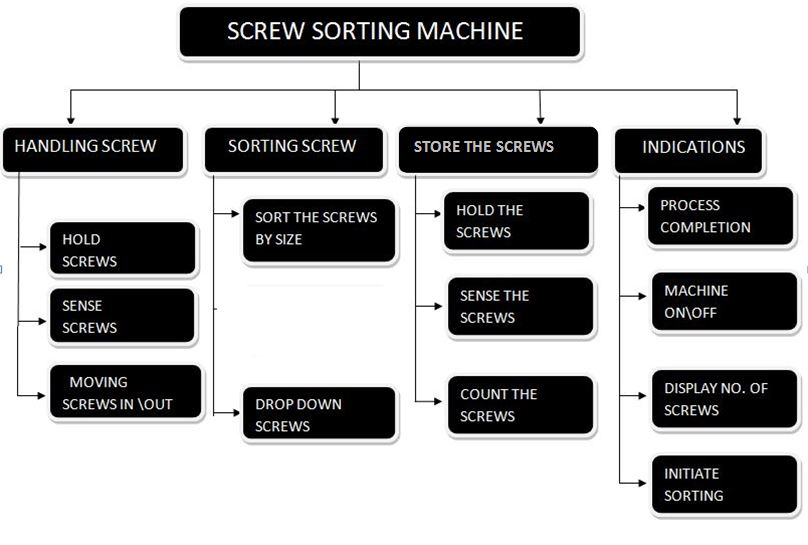 SCREW SORTING MACHINE
HANDLING SCREW
HOLD
SCREWS
SENSE
SCREWS
MOVING
SCREWS IN \OUT
SORTING SCREW
SORT THE SCREWS
BY SIZE
DROP DOWN
SCREWS
STORE THE SCREWS
HOLD THE
SCREWS
SENSE THE
SCREWS
COUNT THE
SCREWS
INDICATIONS
PROCESS
COMPLETION
MACHINE
ON\OFF
DISPLAY NO. OF
SCREWS
INITIATE
SORTING